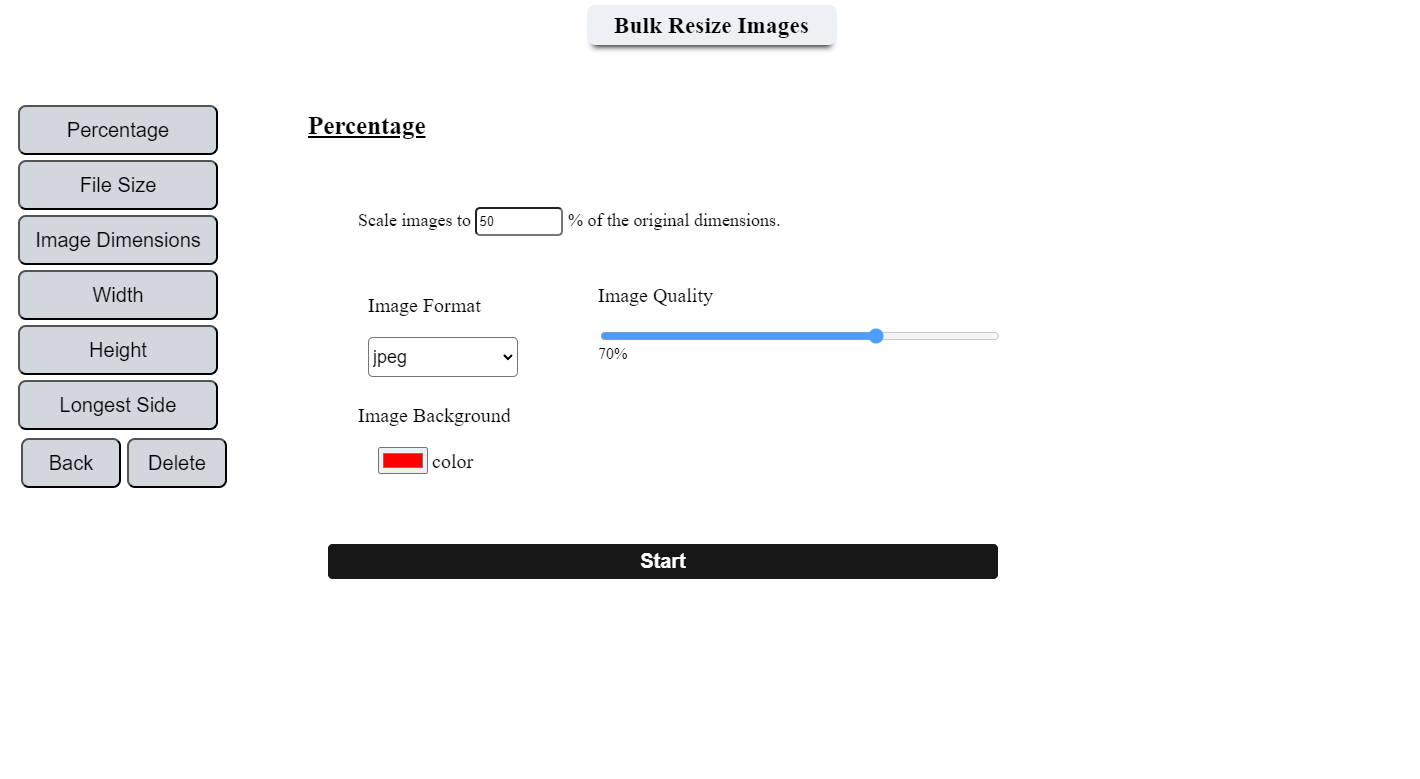 Bulk Resize Images
Percentage
File Size
Image Dimensions
Width
Height
Longest Side
Back Delete
Percentage
Scale images to 50 % of the original dimensions.
Image Format
jpeg
Image Quality
70%
Image Background
color
Start